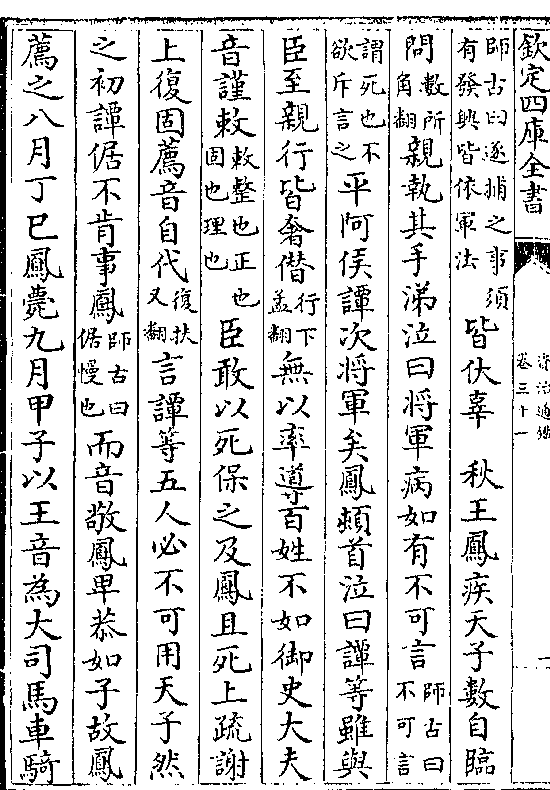 欽定四庫全書
資治通鑑
卷三十一
師古曰逐捕之事須有發興皆依軍法皆伏辜 秋王鳳疾天子數自臨
問數所角翻親執其手涕泣曰將軍病如有不可言師古曰不可言
謂死也不欲斥言之平阿侯譚次將軍矣鳳頓首泣曰譚等雖與
臣至親行皆奢僭行下孟翻無以率導百姓不如御史大夫
音謹敕敕整也正也固也理也臣敢以死保之及鳳且死上疏謝
上復固薦音自代復扶又翻言譚等五人必不可用天子然
之初譚倨不肯事鳳師古曰倨慢也而音敬鳳卑恭如子故鳳
薦之八月丁巳鳳薨九月甲子以王音為大司馬車騎